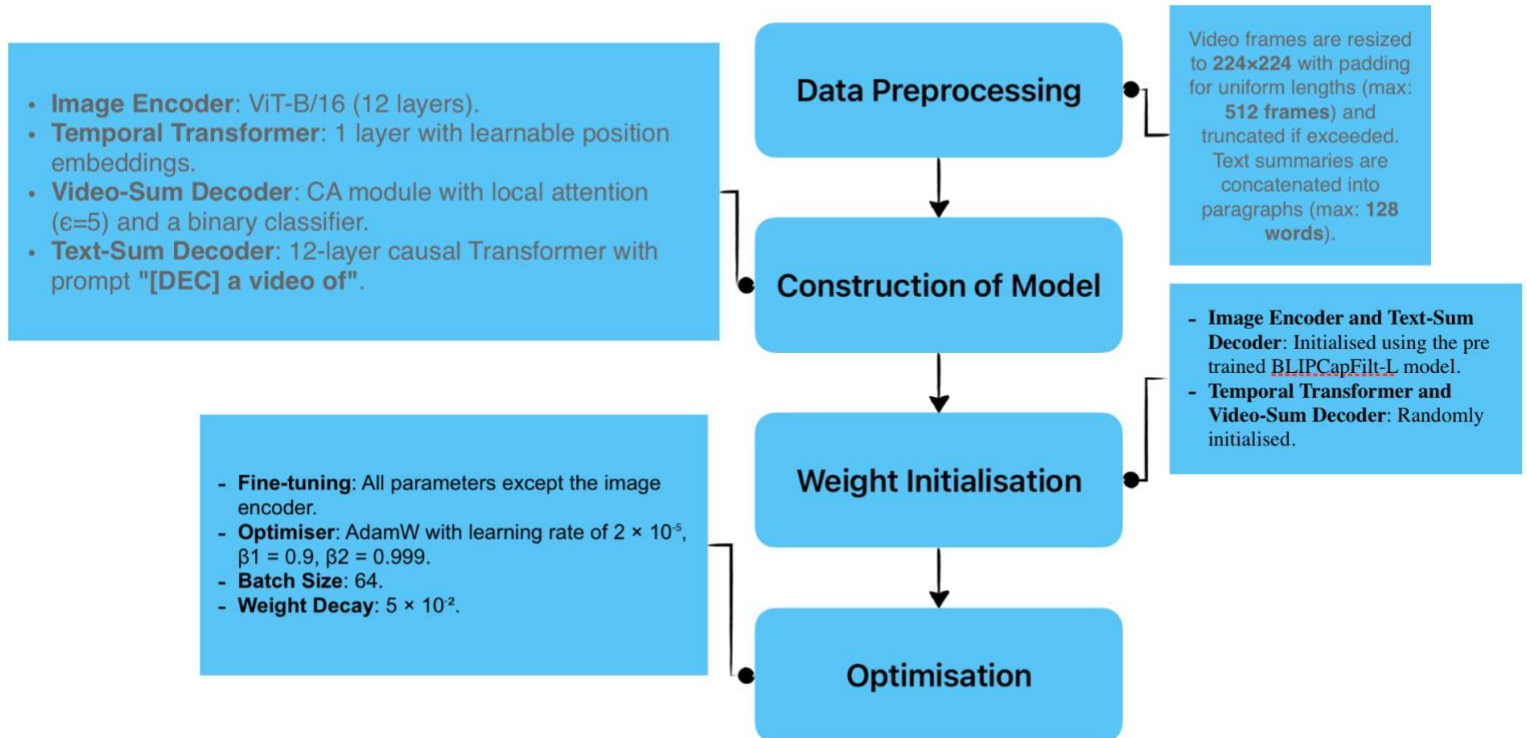 Data Preprocessing
Video frames are resized
to 224×224 with padding
for uniform lengths (max:
512 frames) and
truncated if exceeded.
Text summaries are
concatenated into
paragraphs (max: 128
words).
• Image Encoder: ViT-B/16 (12 layers).
• Temporal Transformer: 1 layer with learnable position
embeddings.
• Video-Sum Decoder: CA module with local attention
(ϵ=5) and a binary classifier.
• Text-Sum Decoder: 12-layer causal Transformer with
prompt "[DEC] a video of".
Construction of Model
- Image Encoder and Text-Sum
Decoder: Initialised using the pre
trained BLIPCapFilt-L model.
- Temporal Transformer and
Video-Sum Decoder: Randomly
initialised.
Weight Initialisation
- Fine-tuning: All parameters except the image
encoder.
- Optimiser: AdamW with learning rate of 2 × 10⁻⁵,
β1 = 0.9, β2 = 0.999.
- Batch Size: 64.
- Weight Decay: 5 × 10⁻².
Optimisation